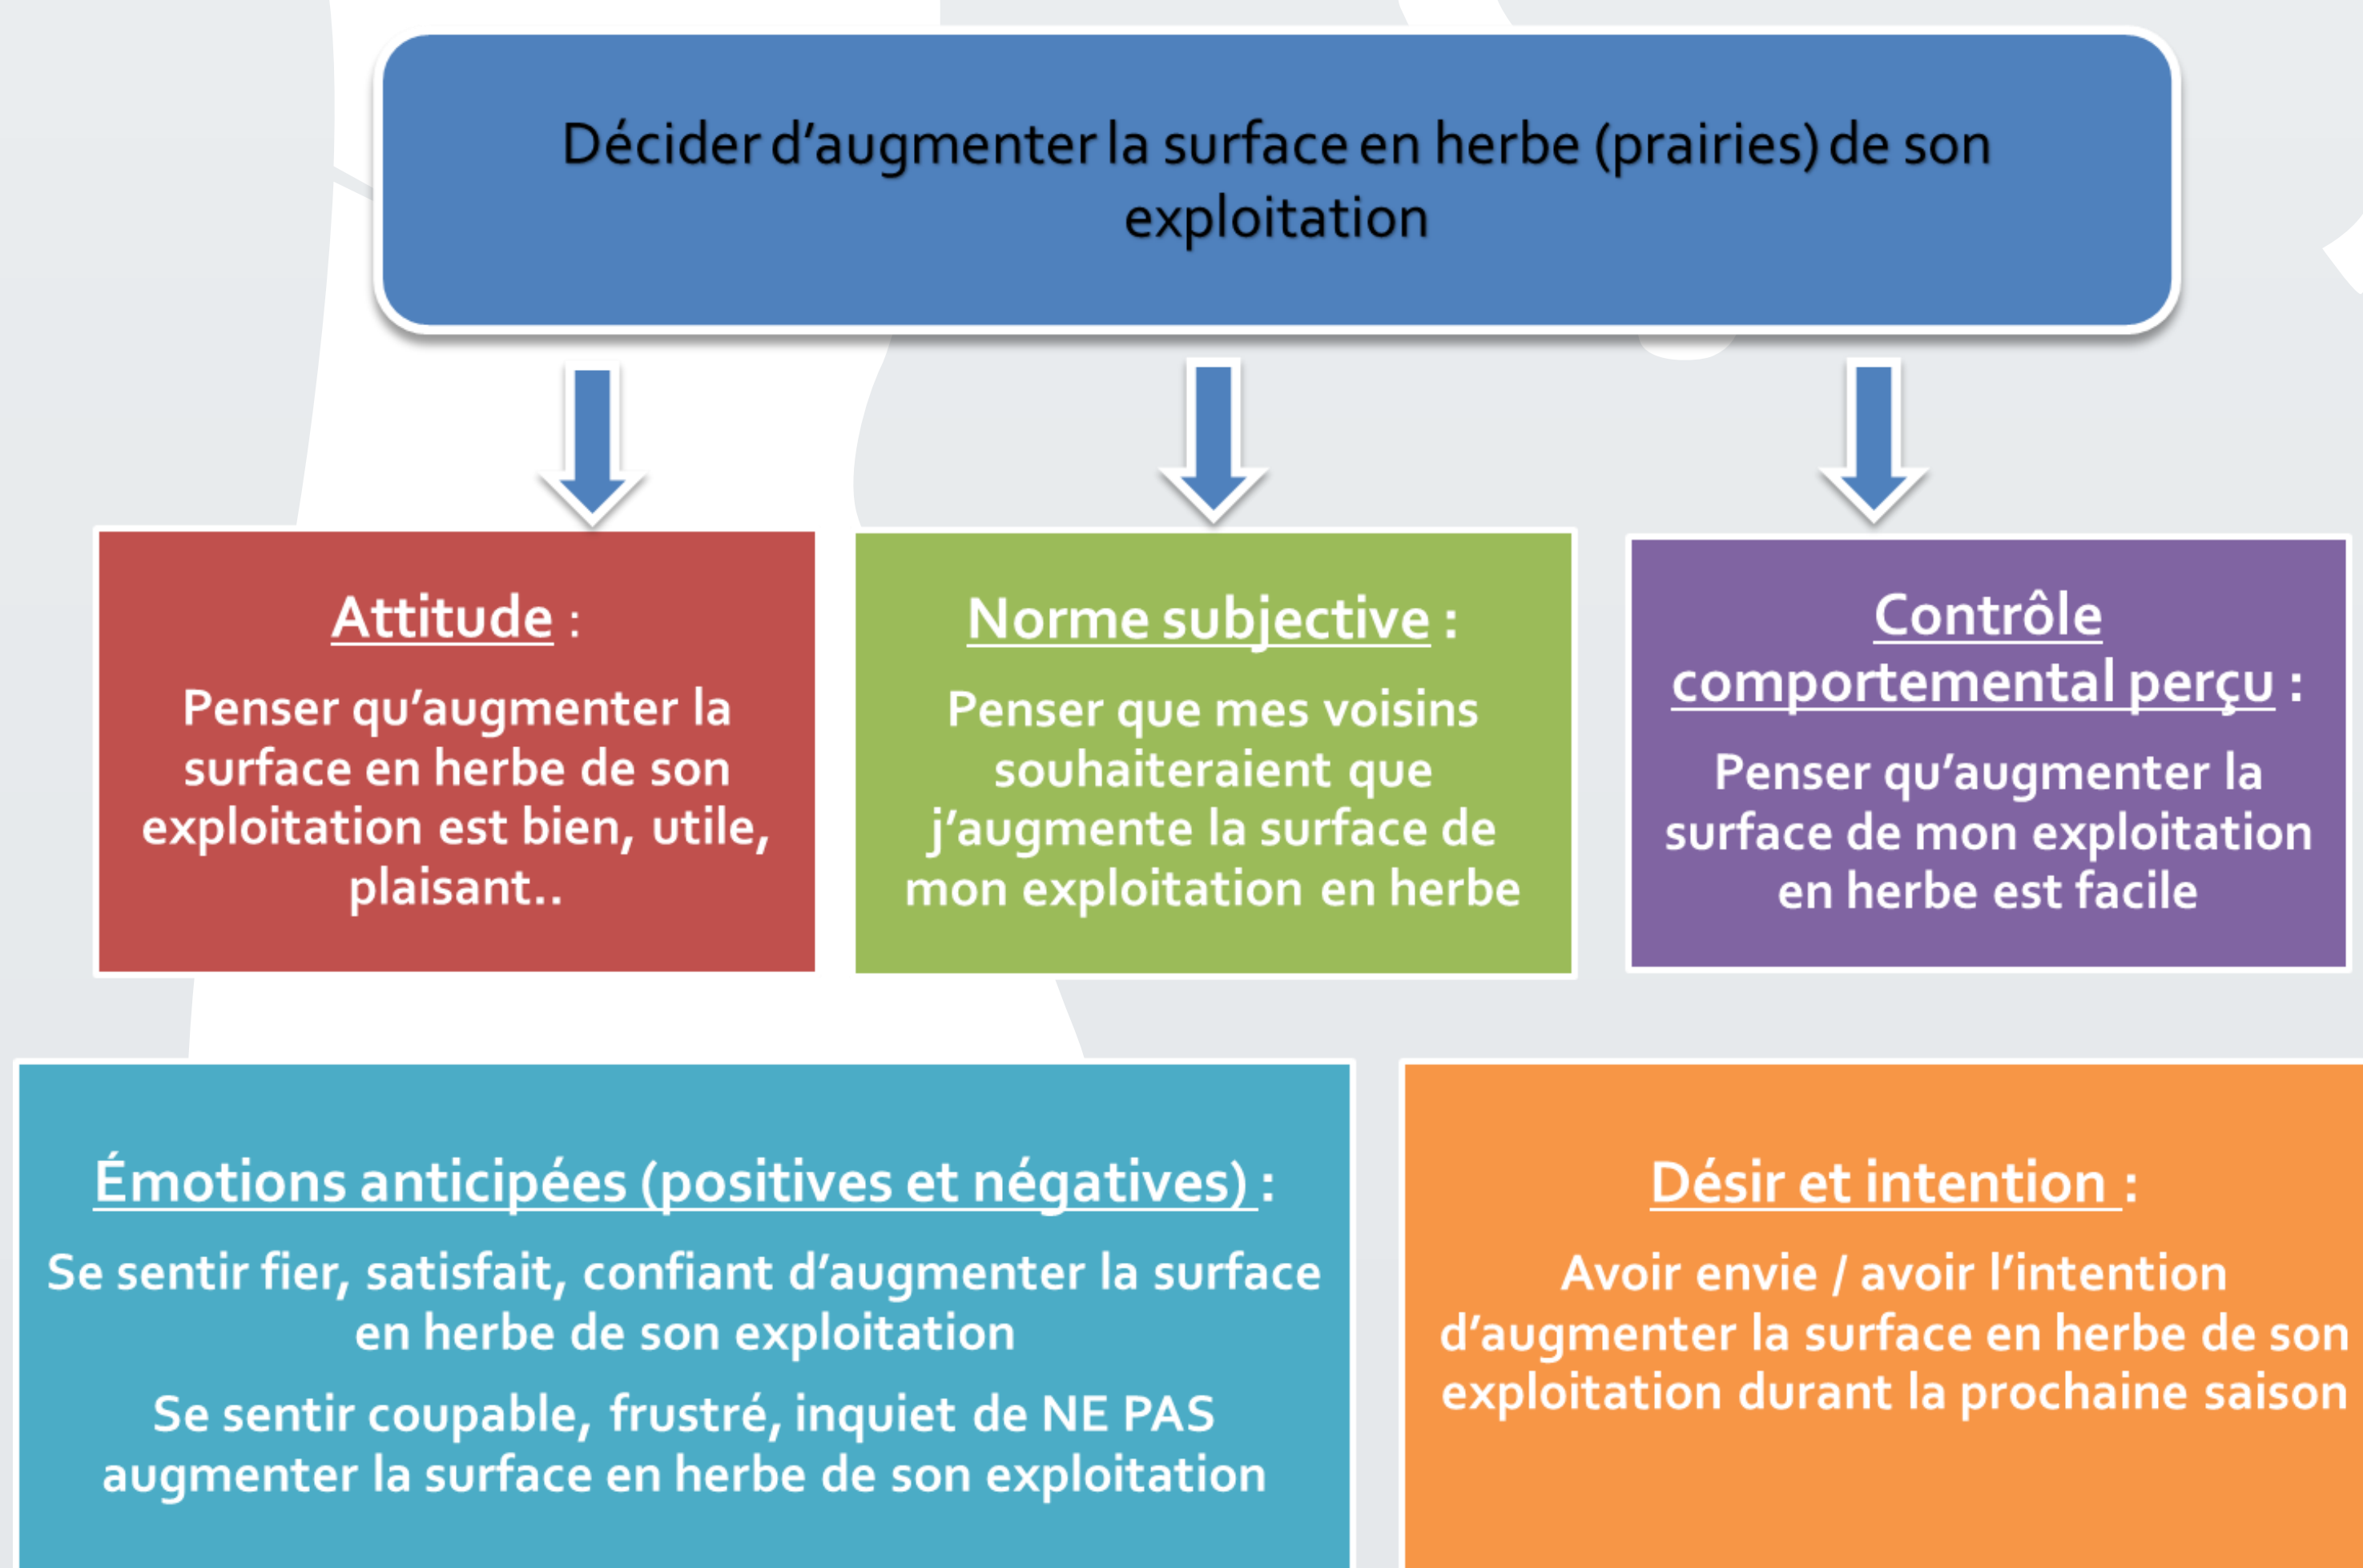 Décider d’augmenter la surface en herbe (prairies) de son
exploitation
Attitude :
Penser qu’augmenter la
surface en herbe de son
exploitation est bien, utile,
plaisant..
Norme subjective :
Penser que mes voisins
souhaiteraient que
j’augmente la surface de
mon exploitation en herbe
Contrôle
comportemental perçu :
Penser qu’augmenter la
surface de mon exploitation
en herbe est facile
Émotions anticipées (positives et négatives) :
Se sentir fier, satisfait, confiant d’augmenter la surface
en herbe de son exploitation
Se sentir coupable, frustré, inquiet de NE PAS
augmenter la surface en herbe de son exploitation
Désir et intention :
Avoir envie / avoir l’intention
d’augmenter la surface en herbe de son
exploitation durant la prochaine saison